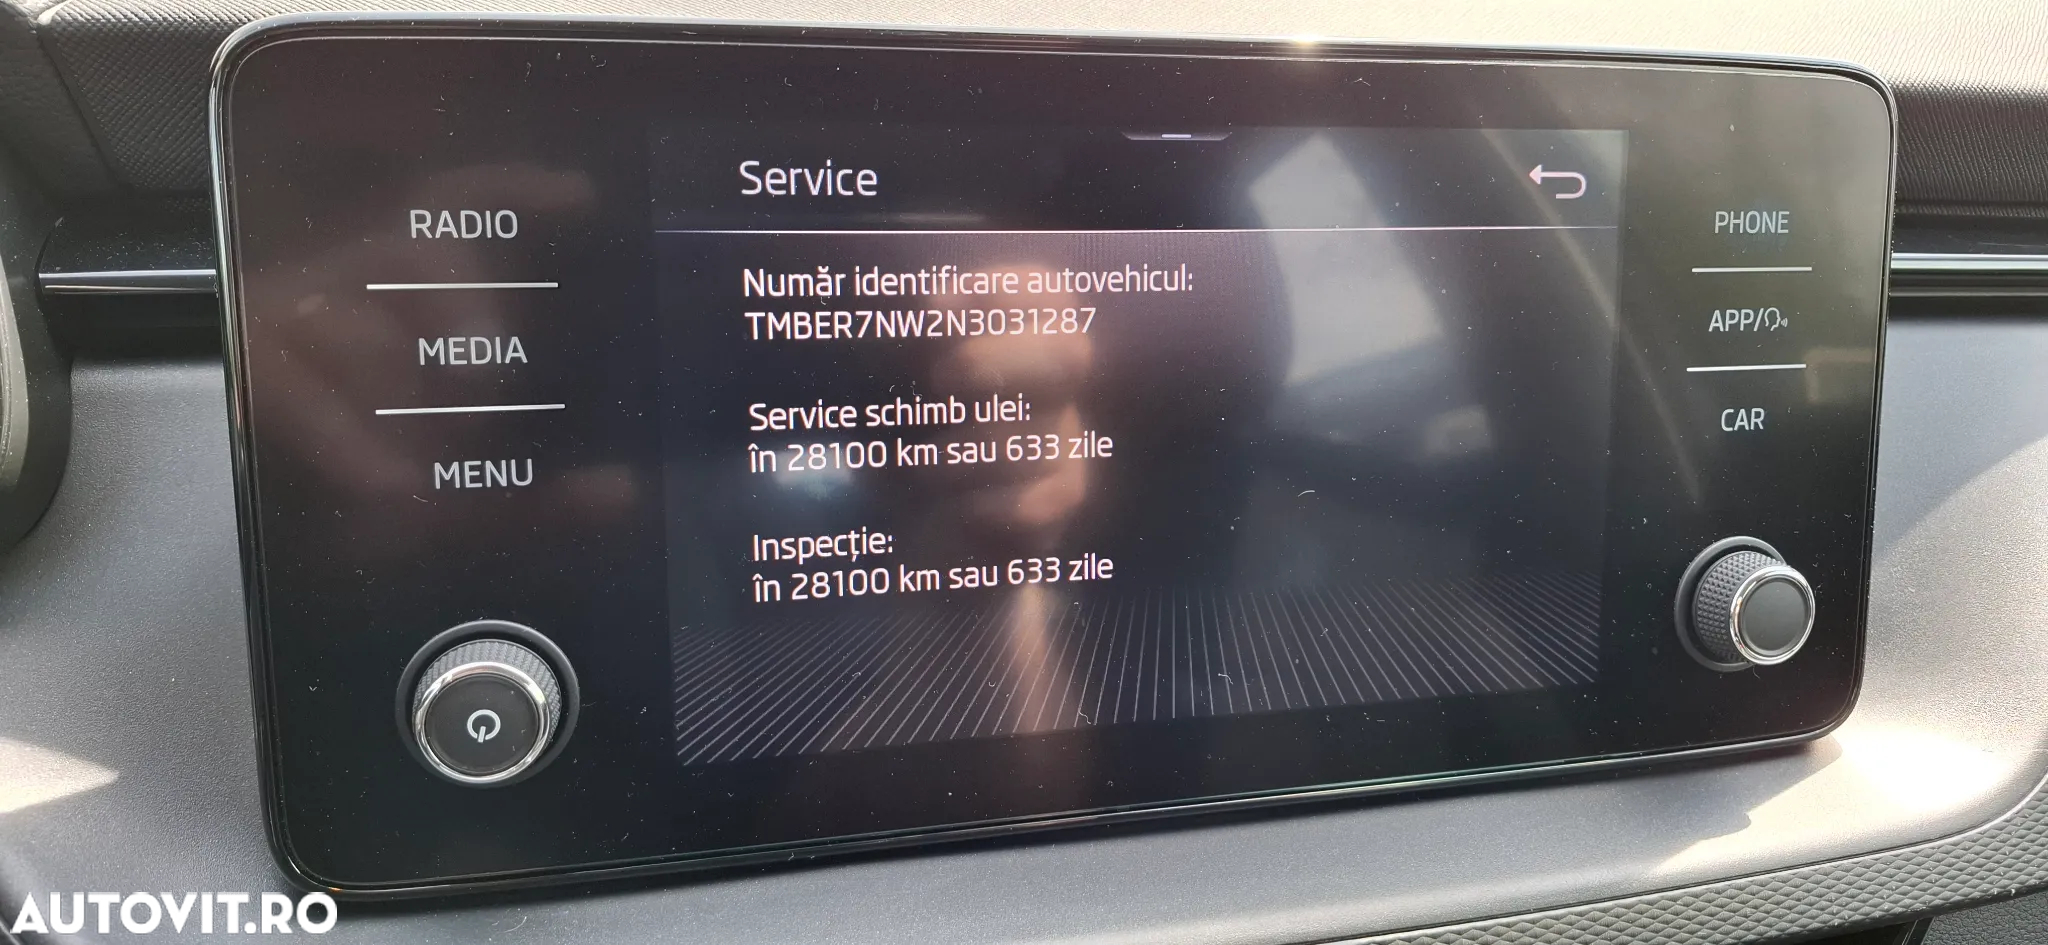 Service
RADIO
MEDIA
MENU
Număr identificare autovehicul:
TMBER7NW2N3031287
Service schimb ulei:
în 28100 km sau 633 zile
Inspecție:
în 28100 km sau 633 zile
PHONE
APP/
CAR
AUTOVIT.RO